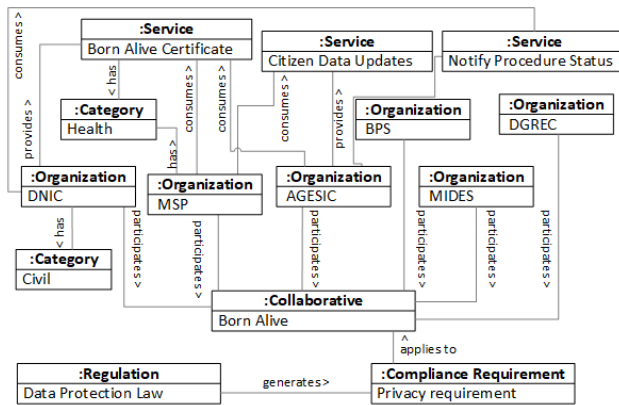 consumes >
:Service
Born Alive Certificate
:Service
Citizen Data Updates
:Service
Notify Procedure Status
< has
consumes >
consumes >
consumes >
provides >
provides >
:Category
Health
:Organization
BPS
:Organization
DGREC
has >
:Organization
DNIC
:Organization
MSP
:Organization
AGESIC
:Organization
MIDES
< has
participates >
participates >
participates >
participates >
participates >
participates >
:Category
Civil
:Collaborative
Born Alive
< applies to
:Regulation
Data Protection Law
generates >
:Compliance Requirement
Privacy requirement